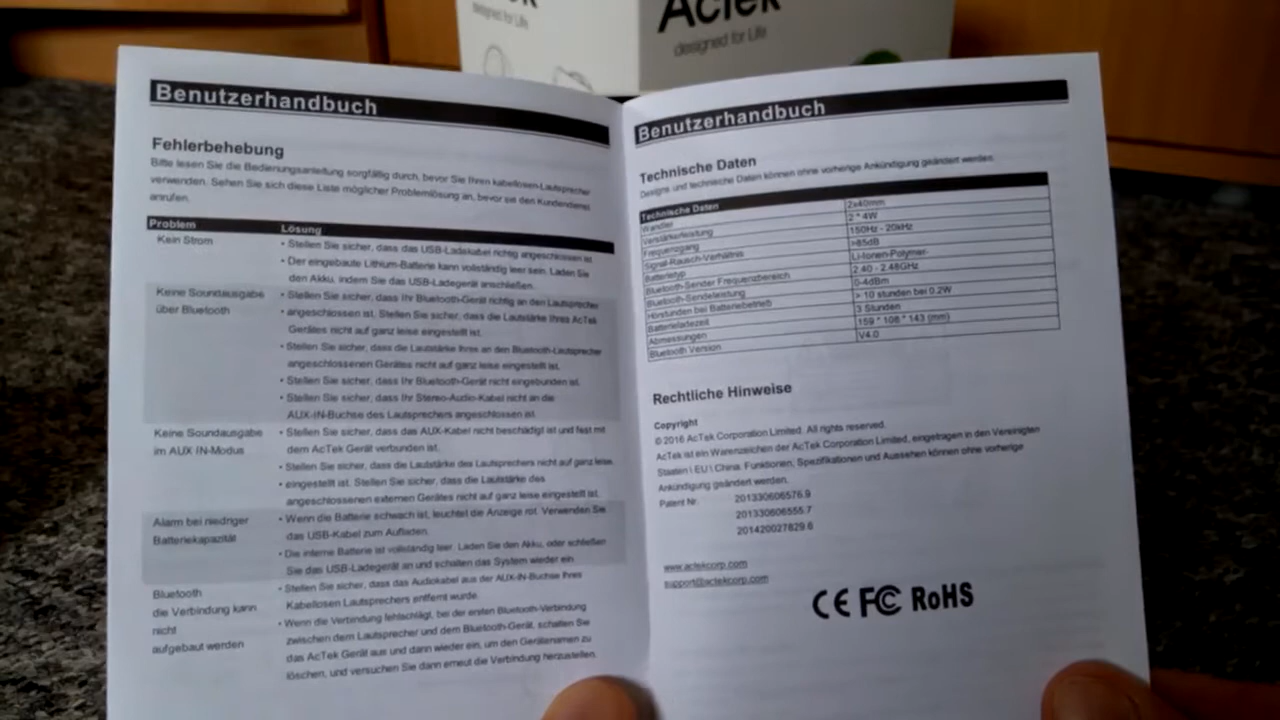 AcTek
designed for Life
designed for Life
Benutzerhandbuch
Fehlerbehebung
Bitte lesen Sie die Bedienungsanleitung sorgfältig durch, bevor Sie Ihren kabellosen-Lautsprecher
verwenden. Sehen Sie sich diese Liste möglicher Problemlösung an, bevor sie den Kundendienst
anrufen.
Problem Lösung
Kein Strom • Stellen Sie sicher, dass das USB-Ladekabel richtig angeschlossen ist.
• Der eingebaute Lithium-Batterie kann vollständig leer sein. Laden Sie
den Akku, indem Sie das USB-Ladegerät anschließen.
Keine Soundausgabe • Stellen Sie sicher, dass Ihr Bluetooth-Gerät richtig an den Lautsprecher
über Bluetooth • angeschlossen ist. Stellen Sie sicher, dass die Lautstärke Ihres AcTek
Gerätes nicht auf ganz leise eingestellt ist.
• Stellen Sie sicher, dass die Lautstärke Ihres an den Bluetooth-Lautsprecher
angeschlossenen Gerätes nicht auf ganz leise eingestellt ist.
• Stellen Sie sicher, dass Ihr Bluetooth-Gerät nicht eingebunden ist.
• Stellen Sie sicher, dass Ihr Stereo-Audio-Kabel nicht an die
AUX-IN-Buchse des Lautsprechers angeschlossen ist.
Keine Soundausgabe • Stellen Sie sicher, dass das AUX-Kabel nicht beschädigt ist und fest mit
im AUX IN-Modus dem AcTek Gerät verbunden ist.
• Stellen Sie sicher, dass die Lautstärke des Lautsprechers nicht auf ganz leise
• eingestellt ist. Stellen Sie sicher, dass die Lautstärke des
angeschlossenen externen Gerätes nicht auf ganz leise eingestellt ist.
Alarm bei niedriger • Wenn die Batterie schwach ist, leuchtet die Anzeige rot. Verwenden Sie
Batteriekapazität das USB-Kabel zum Aufladen.
• Die interne Batterie ist vollständig leer. Laden Sie den Akku, oder schließen
Sie das USB-Ladegerät an und schalten das System wieder ein.
Bluetooth • Stellen Sie sicher, dass das Audiokabel aus der AUX-IN-Buchse Ihres
die Verbindung kann Kabellosen Lautsprechers entfernt wurde.
nicht • Wenn die Verbindung fehlschlägt, bei der ersten Bluetooth-Verbindung
aufgebaut werden zwischen dem Lautsprecher und dem Bluetooth-Gerät, schalten Sie
das AcTek Gerät aus und dann wieder ein, um den Gerätenamen zu
löschen, und versuchen Sie dann erneut die Verbindung herzustellen.
Benutzerhandbuch
Technische Daten
Designs und technische Daten können ohne vorherige Ankündigung geändert werden.
Technische Daten
Wandler 2x40mm
Verstärkerleistung 2 * 4W
Frequenzgang 150Hz - 20kHz
Signal-Rausch-Verhältnis >85dB
Batterietyp Li-Ionen-Polymer-
Bluetooth-Sender Frequenzbereich 2.40 - 2.48GHz
Bluetooth-Sendeleistung 0-4dBm
Hörstunden bei Batteriebetrieb > 10 stunden bei 0.2W
Batterieladezeit 3 Stunden
Abmessungen 159 * 108 * 143 (mm)
Bluetooth Version V4.0
Rechtliche Hinweise
Copyright
© 2016 AcTek Corporation Limited. All rights reserved.
AcTek ist ein Warenzeichen der AcTek Corporation Limited, eingetragen in den Vereinigten
Staaten \ EU \ China. Funktionen, Spezifikationen und Aussehen können ohne vorherige
Ankündigung geändert werden.
Patent Nr. 201330606576.9
201330606555.7
201420027829.6
www.actekcorp.com
support@actekcorp.com
CE FC RoHS